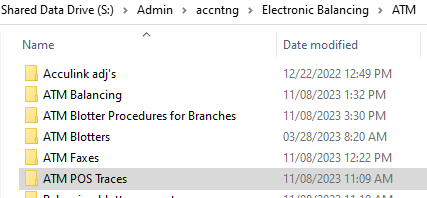 Shared Data Drive (S:) > Admin > accntng > Electronic Balancing > ATM
Name Date modified
Acculink adj's 12/22/2022 12:49 PM
ATM Balancing 11/08/2023 1:32 PM
ATM Blotter Procedures for Branches 11/08/2023 3:30 PM
ATM Blotters 03/28/2023 8:20 AM
ATM Faxes 11/08/2023 12:22 PM
ATM POS Traces 11/08/2023 11:09 AM